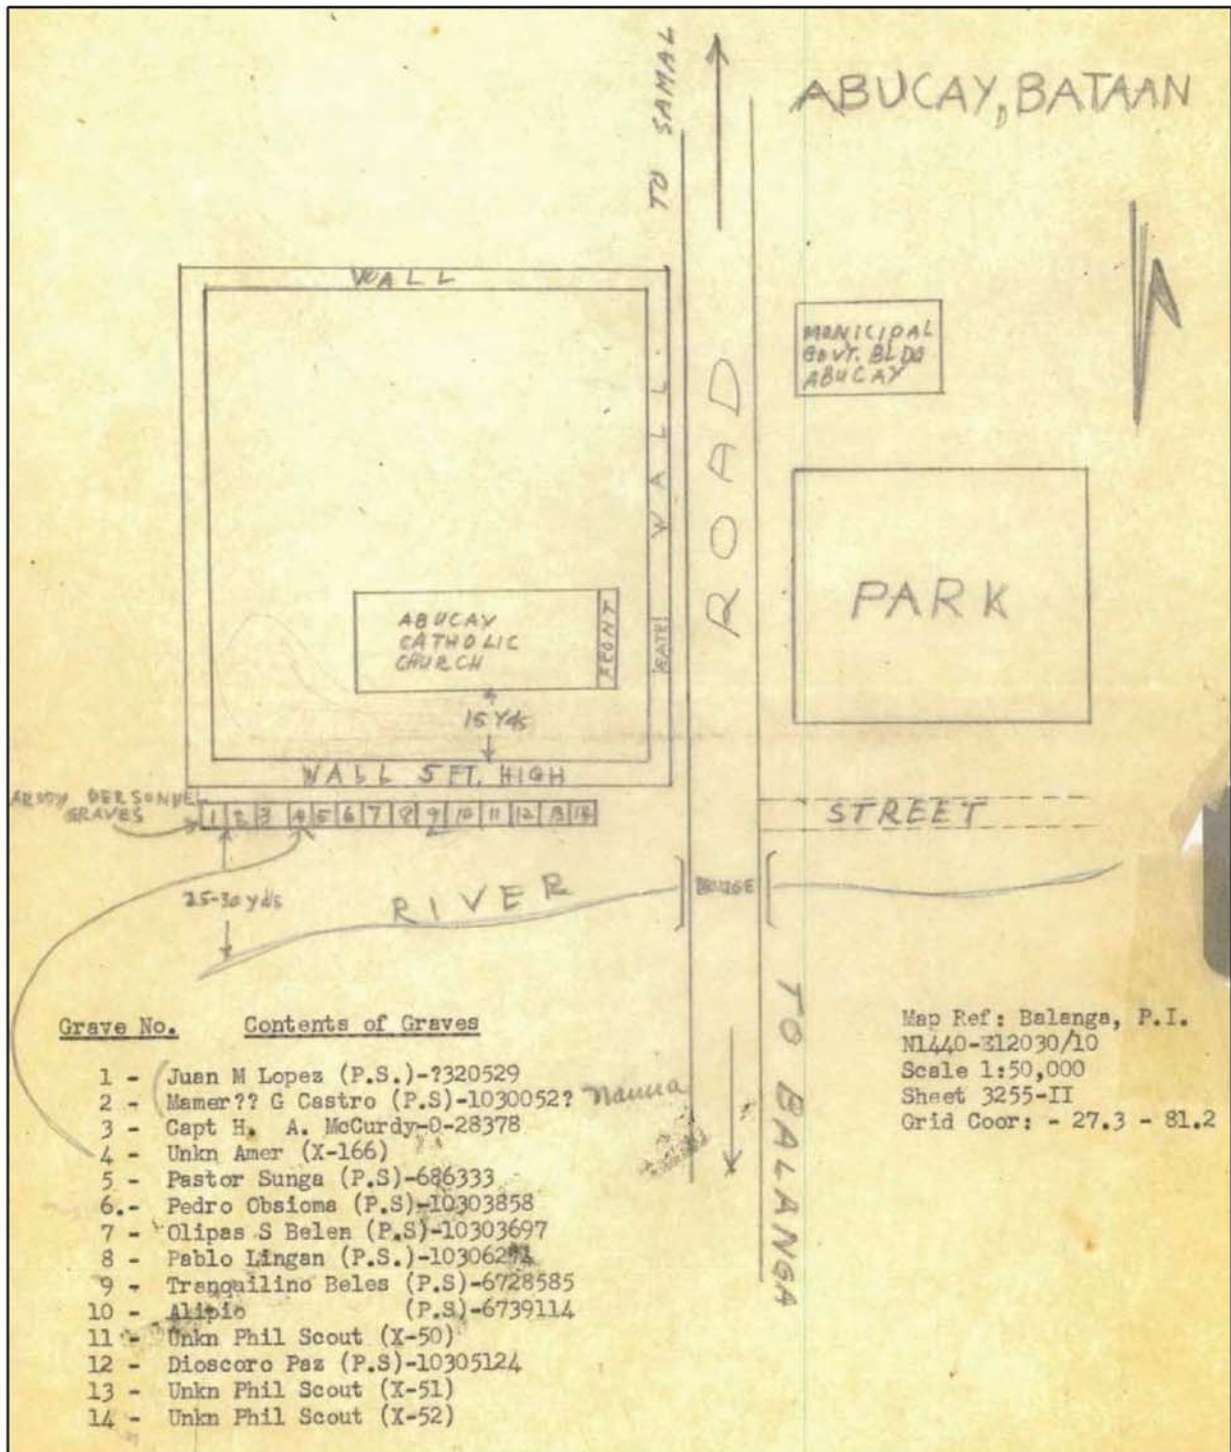 ABUCAY, BATAAN
TO SAMAL
WALL
WALL
MUNICIPAL
GOVT. BLDG
ABUCAY
ROAD
PARK
ABUCAY
CATHOLIC
CHURCH
FRONT
GATE
15 Yds
WALL 5 FT. HIGH
ARMY PERSONNEL
GRAVES
1 2 3 4 5 6 7 8 9 10 11 12 13 14
STREET
25-30 yds
RIVER
BRIDGE
TO BALANGA
Grave No. Contents of Graves
1 - Juan M Lopez (P.S.)-?320529
2 - Mamer?? G Castro (P.S)-1030052?
3 - Capt H. A. McCurdy-O-28378
4 - Unkn Amer (X-166)
5 - Pastor Sunga (P.S)-686333
6.- Pedro Obsioma (P.S)-10303858
7 - Olipas S Belen (P.S)-10303697
8 - Pablo Lingan (P.S.)-
9 - Tranquilino Beles (P.S)-6728585
10 - Alipio (P.S)-6739114
11 - Unkn Phil Scout (X-50)
12 - Dioscoro Paz (P.S)-10305124
13 - Unkn Phil Scout (X-51)
14 - Unkn Phil Scout (X-52)
Map Ref: Balanga, P.I.
N1440-E12030/10
Scale 1:50,000
Sheet 3255-II
Grid Coor: - 27.3 - 81.2